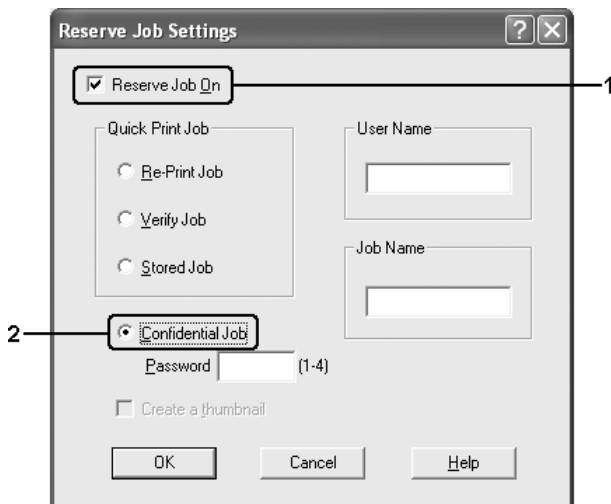 Reserve Job Settings
Reserve Job On
1
Quick Print Job
User Name
Re-Print Job
Verify Job
Job Name
Stored Job
2
Confidential Job
Password (1-4)
Create a thumbnail
OK Cancel Help